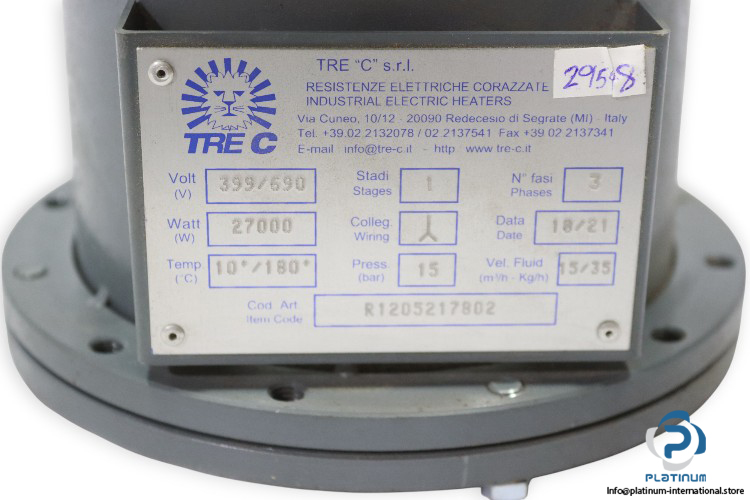 TRE "C" s.r.l.
29518
RESISTENZE ELETTRICHE CORAZZATE
INDUSTRIAL ELECTRIC HEATERS
Via Cuneo, 10/12 - 20090 Redecesio di Segrate (MI) - Italy
Tel. +39.02 2132078 / 02 2137541 Fax +39 02 2137341
E-mail info@tre-c.it - http www.tre-c.it
TRE C
Volt
(V)
399/690
Stadi
Stages
1
N° fasi
Phases
3
Watt
(W)
27000
Colleg.
Wiring
Data
Date
18/21
Temp.
(°C)
10°/180°
Press.
(bar)
15
Vel. Fluid
(m³/h - Kg/h)
15/35
Cod. Art.
Item Code
R1205217802
PLATINUM
Info@platinum-international.store